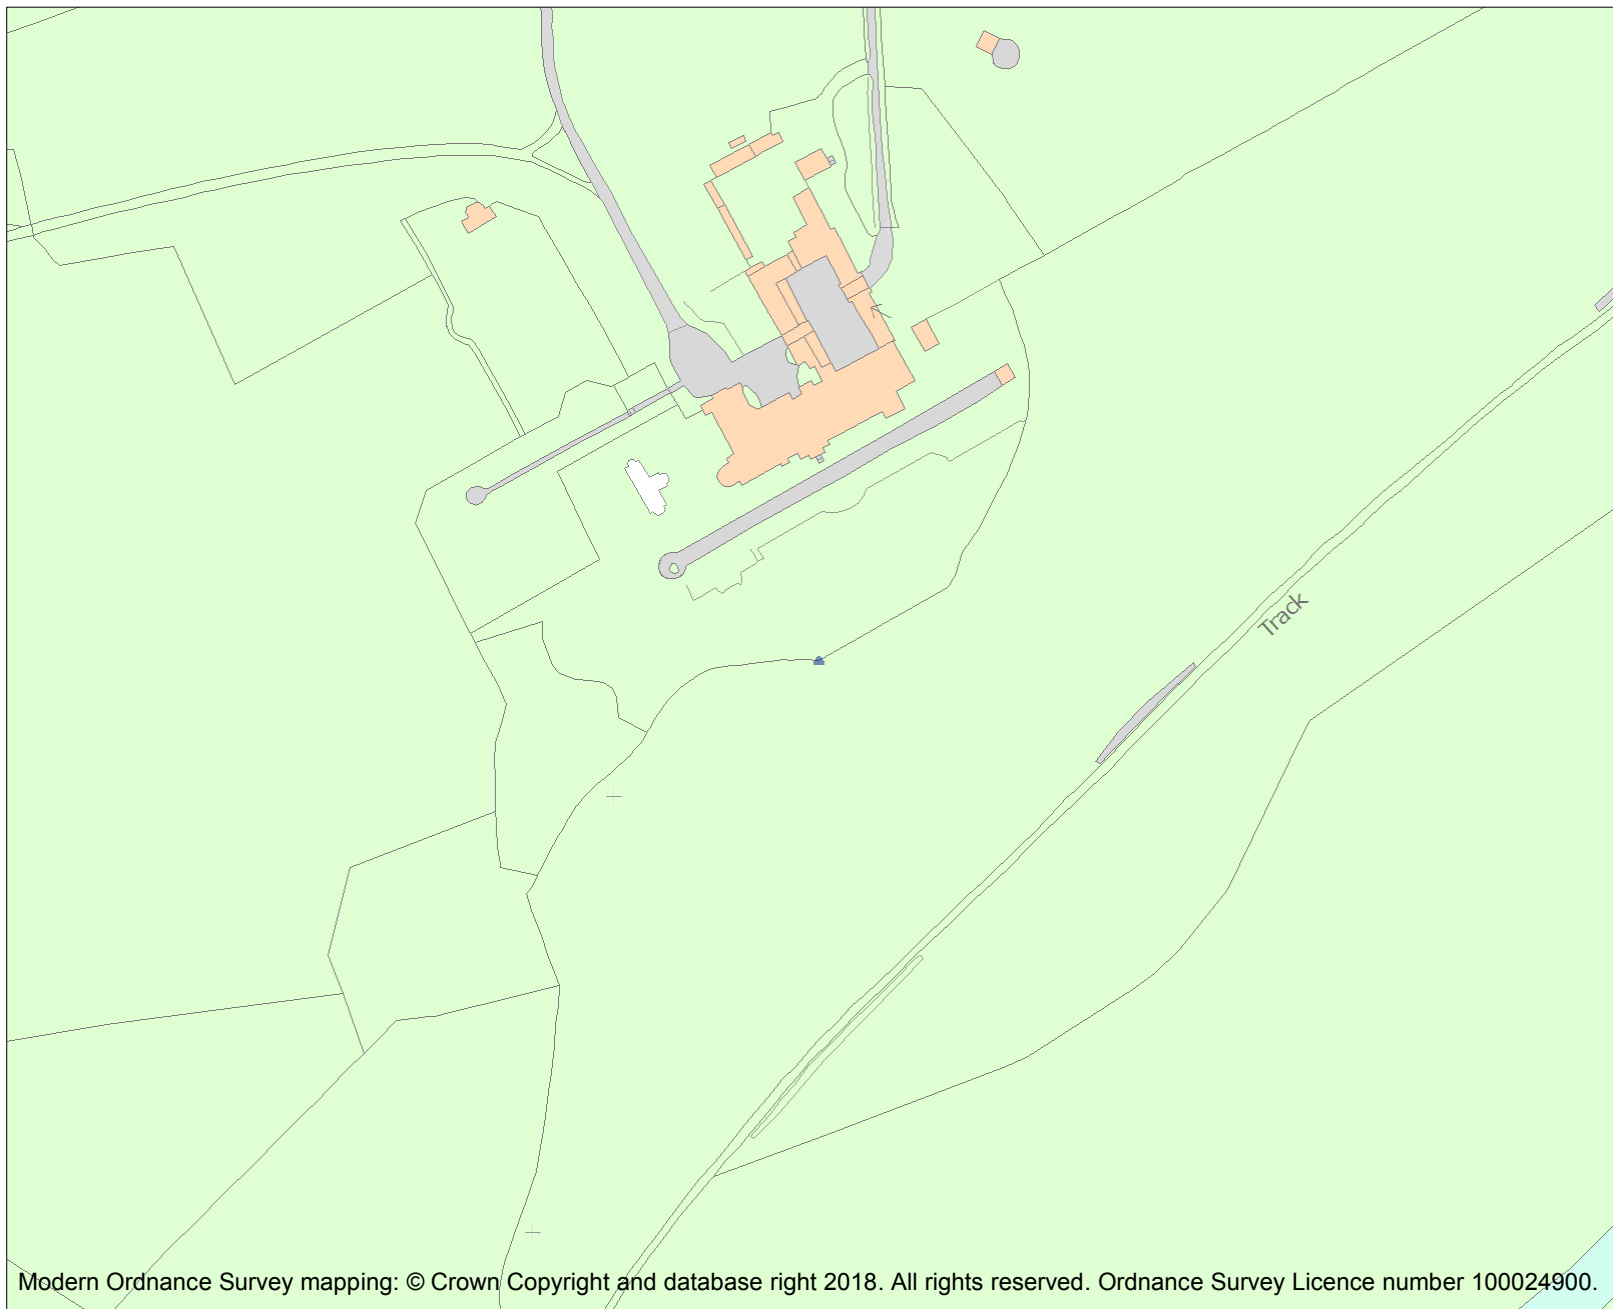 Track
Modern Ordnance Survey mapping: © Crown Copyright and database right 2018. All rights reserved. Ordnance Survey Licence number 100024900.